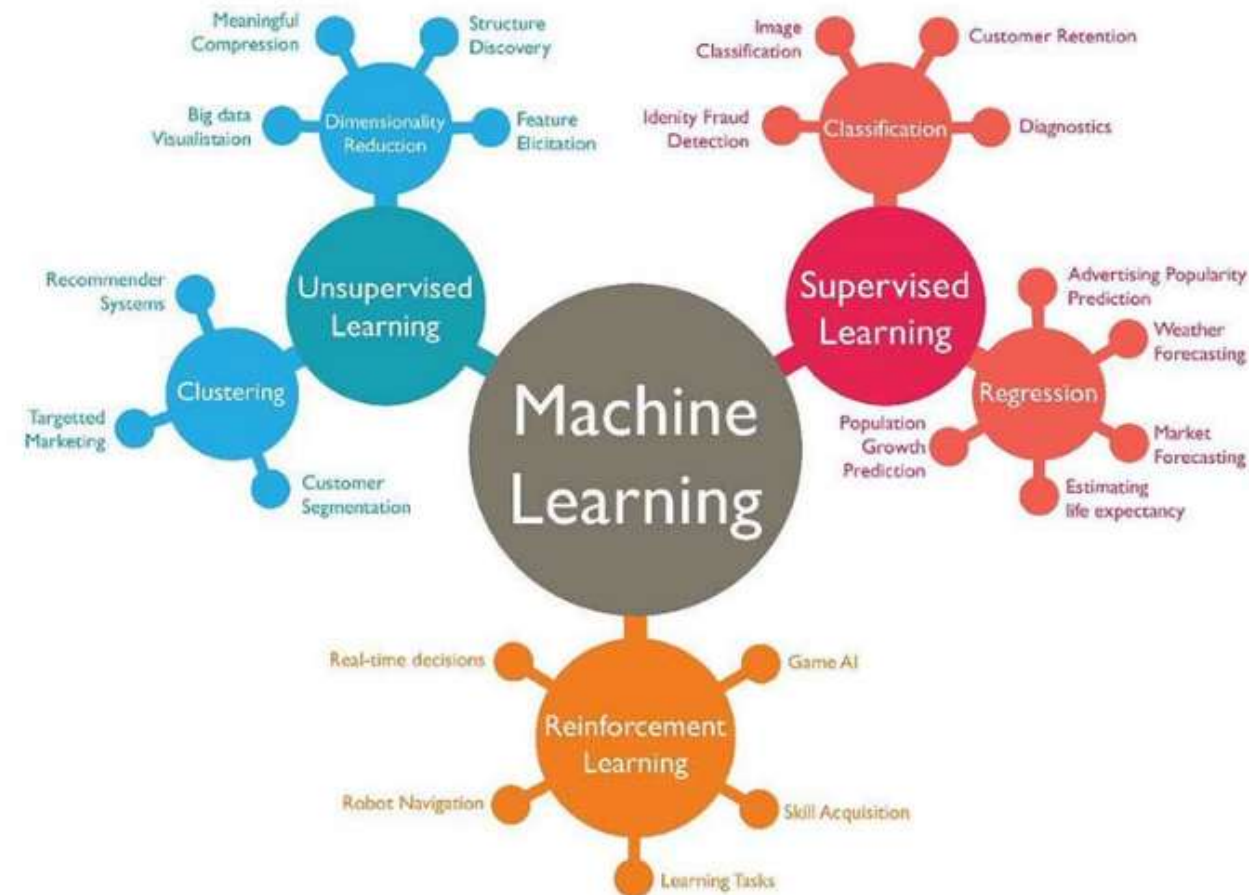 Meaningful
Compression
Structure
Discovery
Big data
Visualistaion
Dimensionality
Reduction
Feature
Elicitation
Image
Classification
Customer Retention
Idenity Fraud
Detection
Classification
Diagnostics
Recommender
Systems
Unsupervised
Learning
Clustering
Targetted
Marketing
Customer
Segmentation
Supervised
Learning
Advertising Popularity
Prediction
Weather
Forecasting
Regression
Population
Growth
Prediction
Market
Forecasting
Estimating
life expectancy
Machine
Learning
Real-time decisions
Game AI
Reinforcement
Learning
Robot Navigation
Skill Acquisition
Learning Tasks